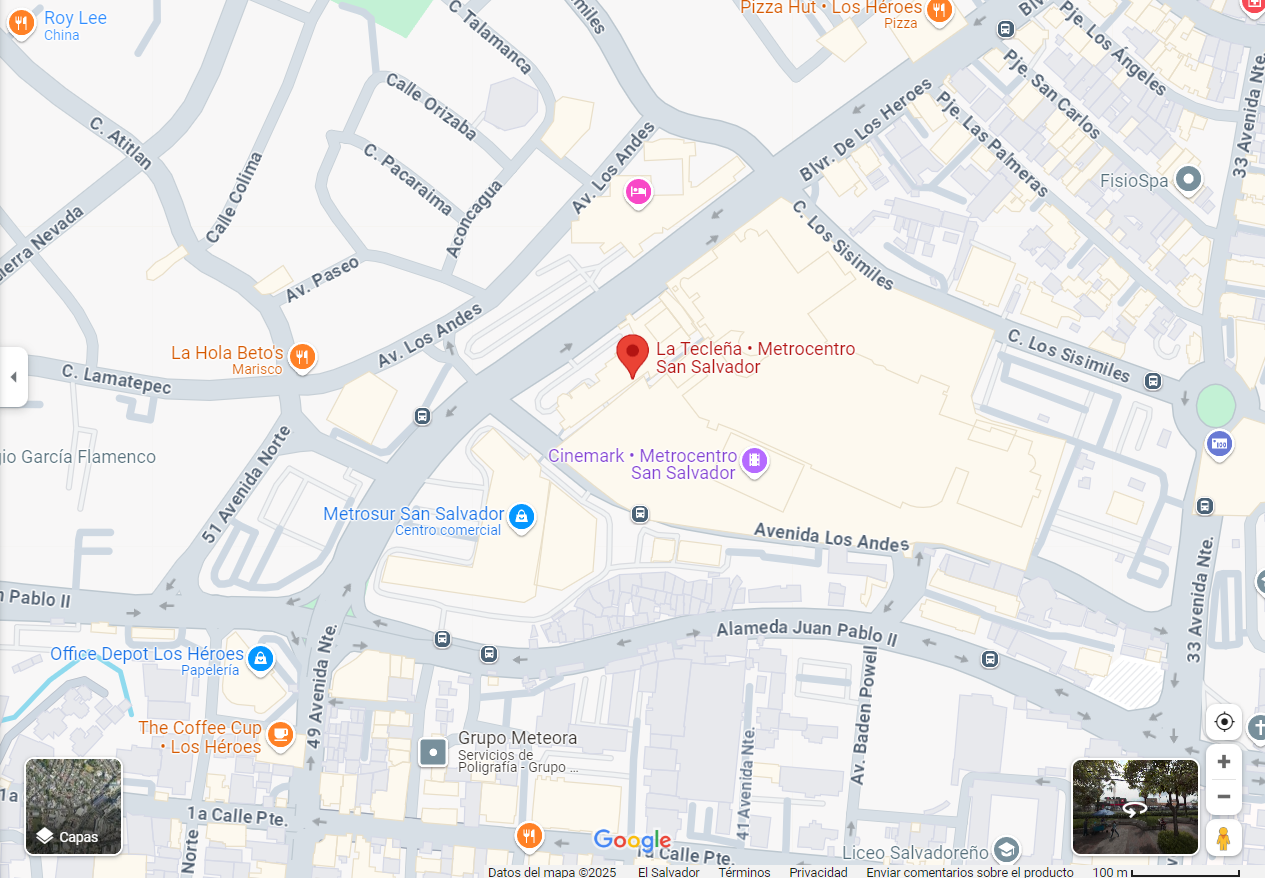 Roy Lee
China
C. Talamanca
Sisimiles
Pizza Hut • Los Héroes
Pizza
Pje. Los Ángeles
Pje. San Carlos
Calle Orizaba
C. Atitlan
Calle Colima
C. Pacaraima
Av. Los Andes
Blvr. De Los Heroes
Pje. Las Palmeras
33 Avenida Nte.
FisioSpa
Aconcagua
C. Los Sisimiles
Av. Paseo
Av. Los Andes
La Hola Beto's
Marisco
La Tecleña • Metrocentro
San Salvador
C. Los Sisimiles
C. Lamatepec
51 Avenida Norte
García Flamenco
Cinemark • Metrocentro
San Salvador
Metrosur San Salvador
Centro comercial
Avenida Los Andes
Pablo II
Alameda Juan Pablo II
33 Avenida Nte.
Office Depot Los Héroes
Papelería
49 Avenida Nte.
Av. Baden Powell
The Coffee Cup
• Los Héroes
Grupo Meteora
Servicios de
Poligrafía - Grupo ...
41 Avenida Nte.
1a
Capas
1a Calle Pte.
Norte
Google
Calle Pte.
Liceo Salvadoreño
Datos del mapa ©2025 El Salvador Términos Privacidad Enviar comentarios sobre el producto 100 m